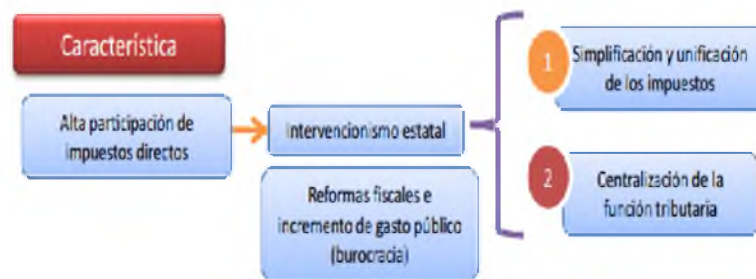 Característica
Alta participación de
impuestos directos
Intervencionismo estatal
Reformas fiscales e
incremento de gasto público
(burocracia)
1
Simplificación y unificación
de los impuestos
2
Centralización de la
función tributaria